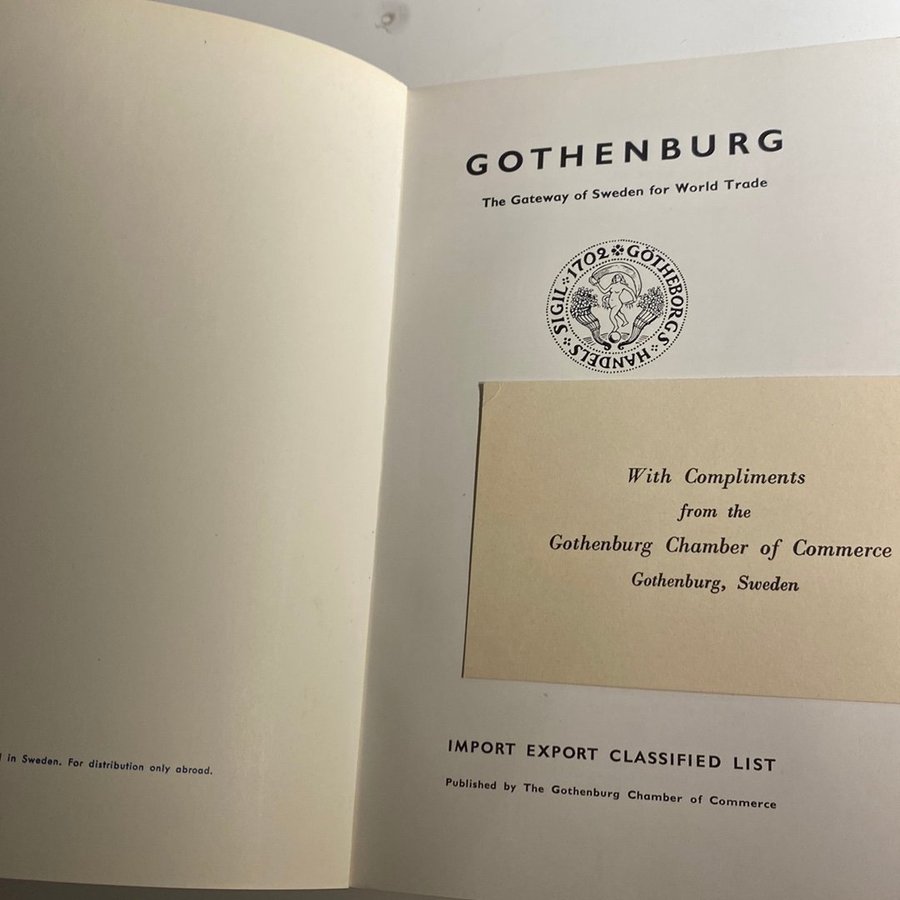 GOTHENBURG
The Gateway of Sweden for World Trade
SIGIL 1702 GÖTHEBORGS HANDELS
With Compliments
from the
Gothenburg Chamber of Commerce
Gothenburg, Sweden
IMPORT EXPORT CLASSIFIED LIST
Published by The Gothenburg Chamber of Commerce
in Sweden. For distribution only abroad.